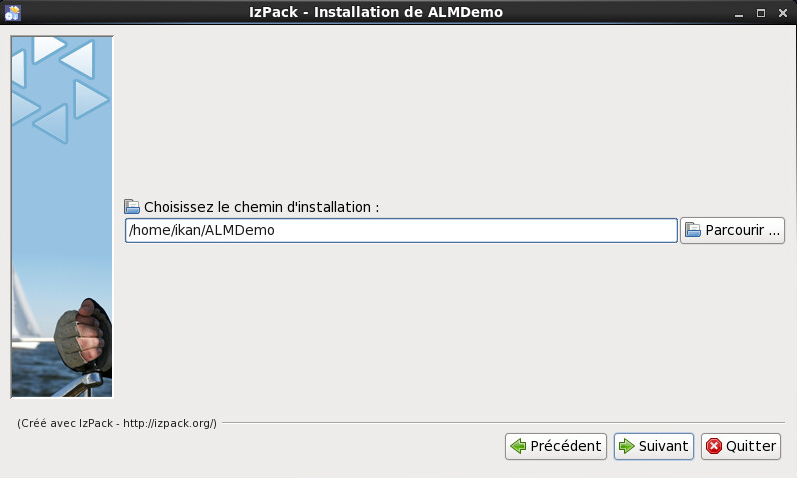 IzPack - Installation de ALMDemo
Choisissez le chemin d'installation :
/home/ikan/ALMDemo
Parcourir ...
(Créé avec IzPack - http://izpack.org/)
Précédent
Suivant
Quitter